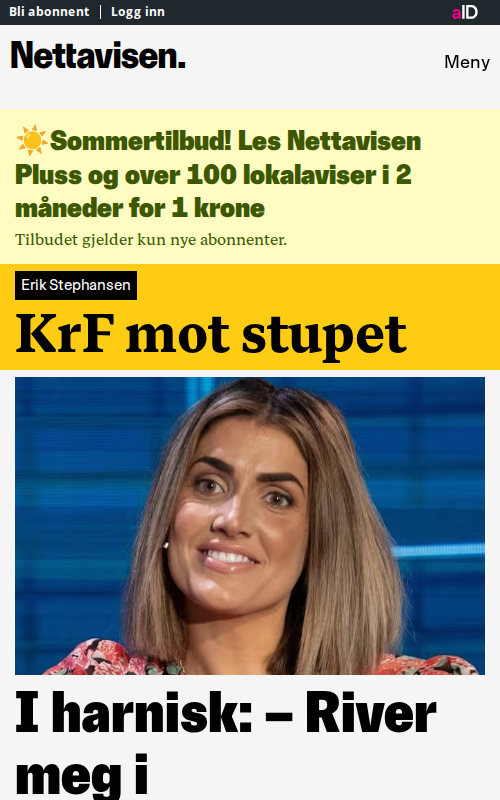 Bli abonnent
Logg inn
aID
Nettavisen.
Meny
Sommertilbud! Les Nettavisen
Pluss og over 100 lokalaviser i 2
måneder for 1 krone
Tilbudet gjelder kun nye abonnenter.
Erik Stephansen
KrF mot stupet
I harnisk: – River
meg i